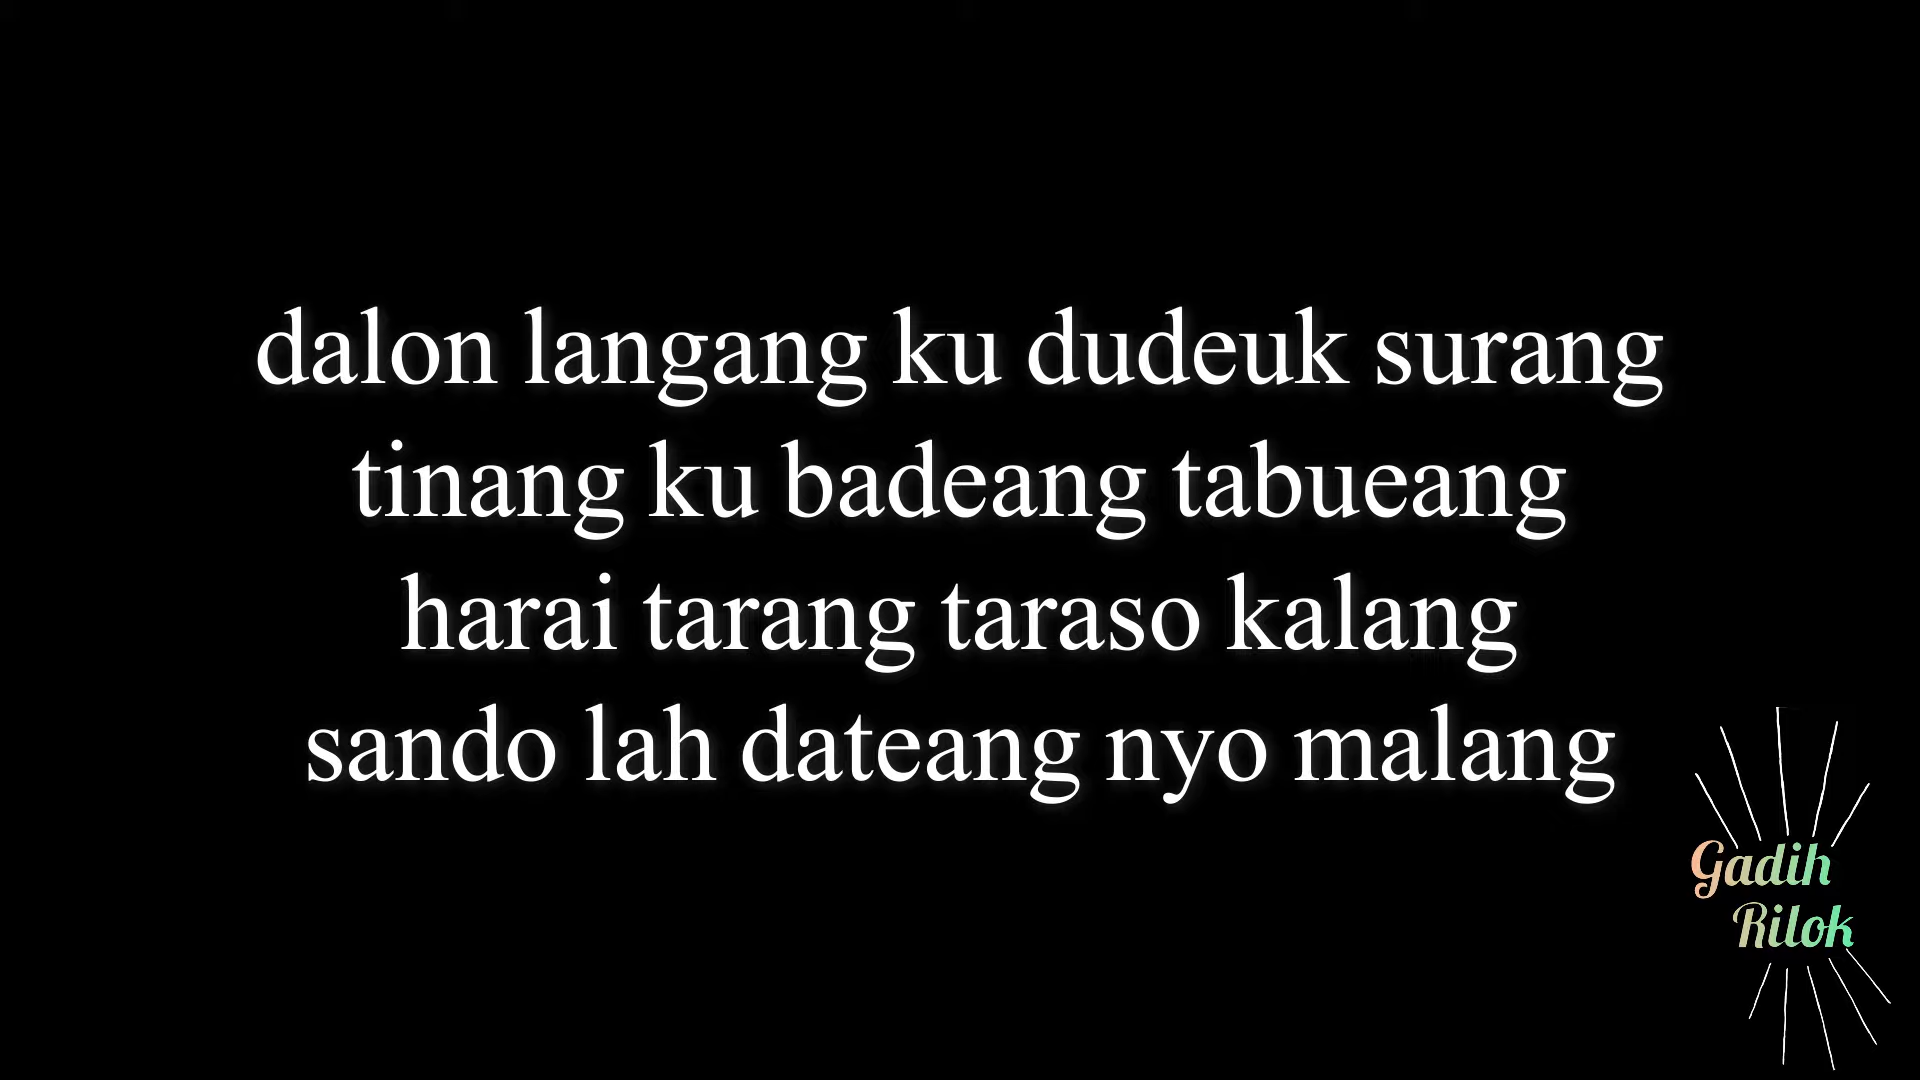 dalon langang ku dudeuk surang
tinang ku badeang tabueang
harai tarang taraso kalang
sando lah dateang nyo malang
Gadih
Rilok